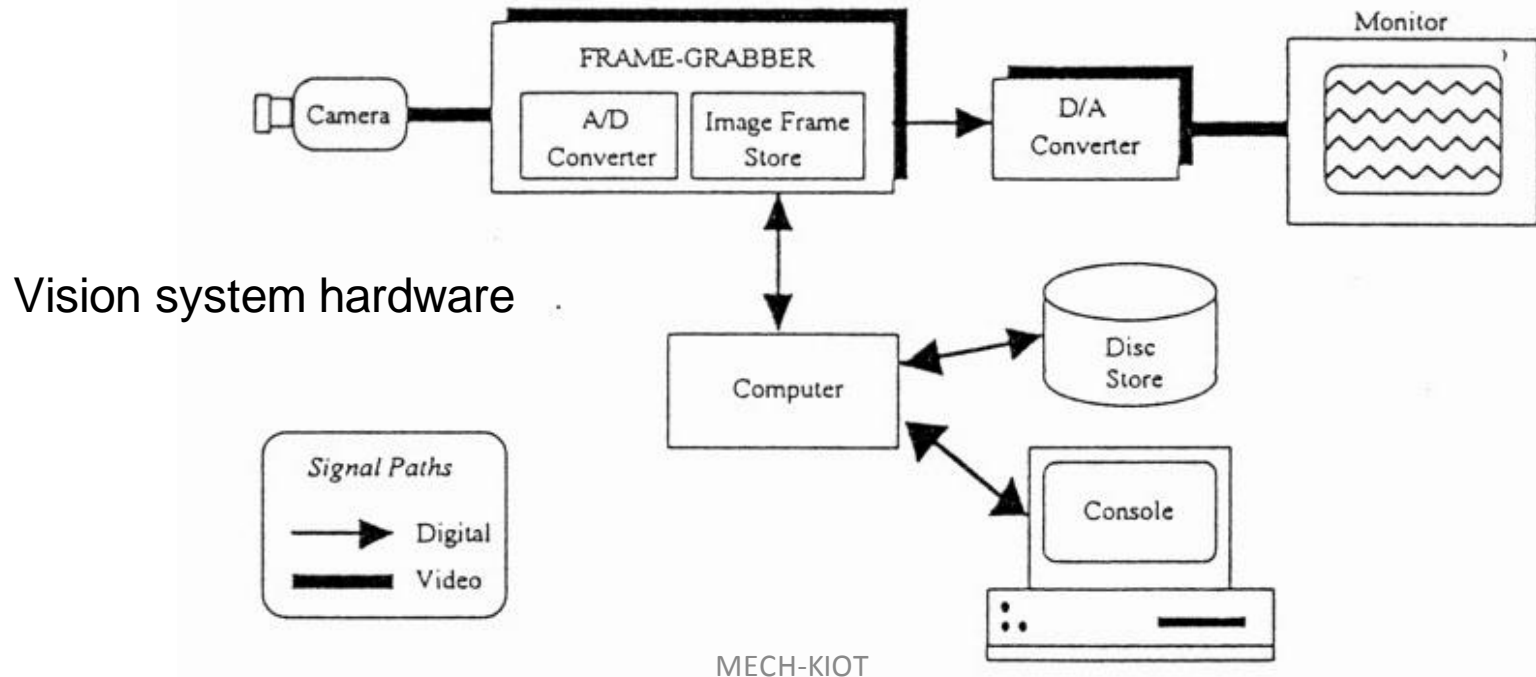 Monitor
FRAME-GRABBER
Camera
A/D
Converter
Image Frame
Store
D/A
Converter
Vision system hardware
Computer
Disc
Store
Signal Paths
Digital
Video
Console
MECH-KIOT